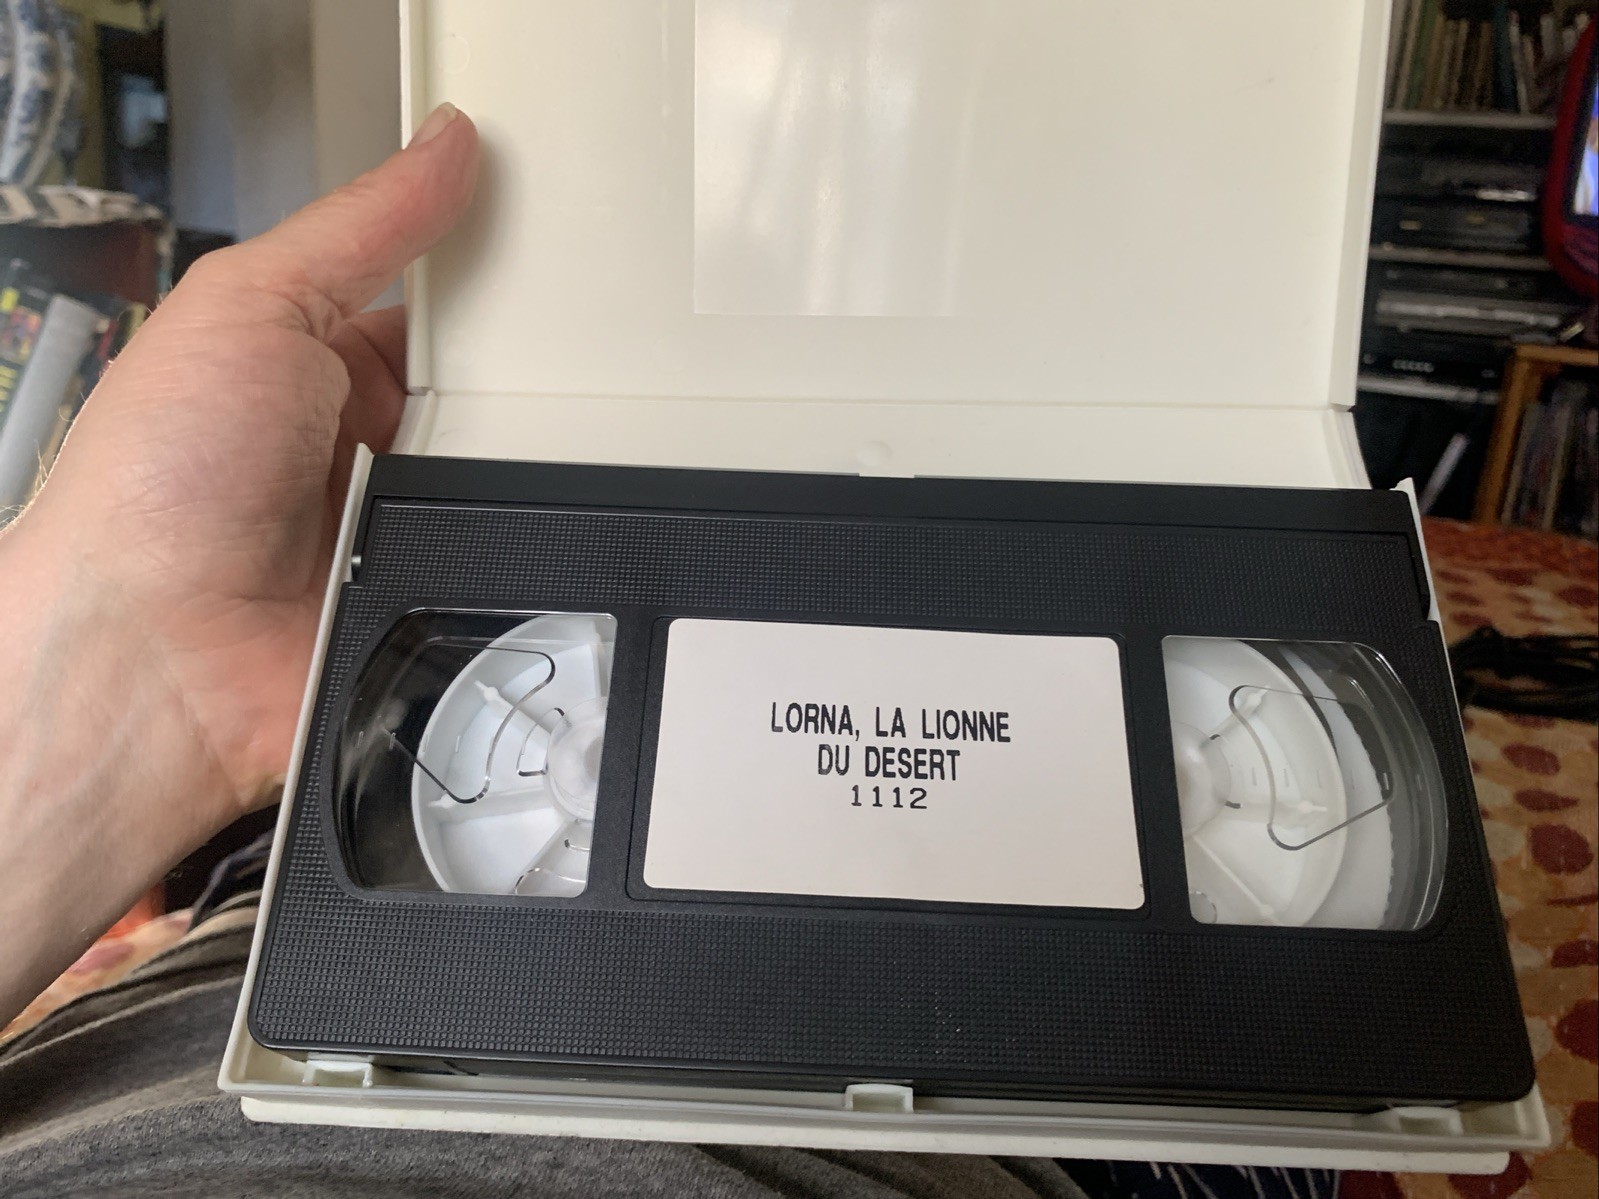 LORNA, LA LIONNE
DU DESERT
1112